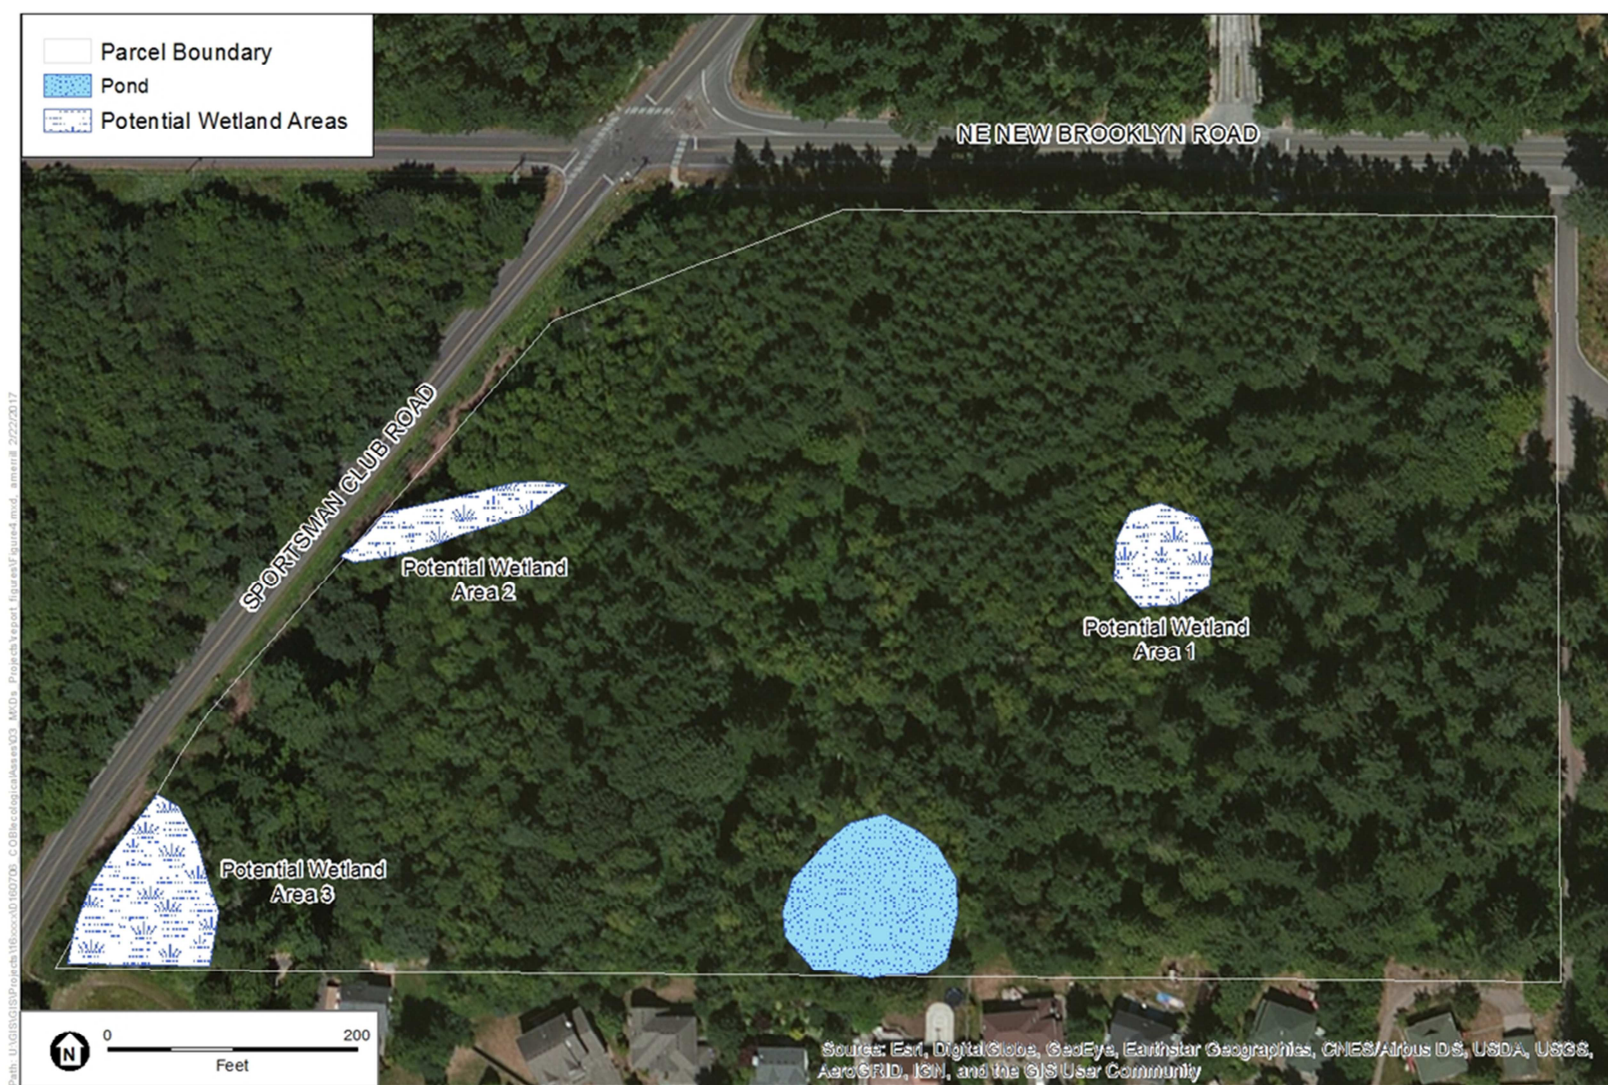 Parcel Boundary
Pond
Potential Wetland Areas
NE NEW BROOKLYN ROAD
SPORTSMAN CLUB ROAD
Potential Wetland
Area 2
Potential Wetland
Area 1
Potential Wetland
Area 3
N
0 200
Feet
Source: Esri, DigitalGlobe, GeoEye, Earthstar Geographics, CNES/Airbus DS, USDA, USGS,
AeroGRID, IGN, and the GIS User Community